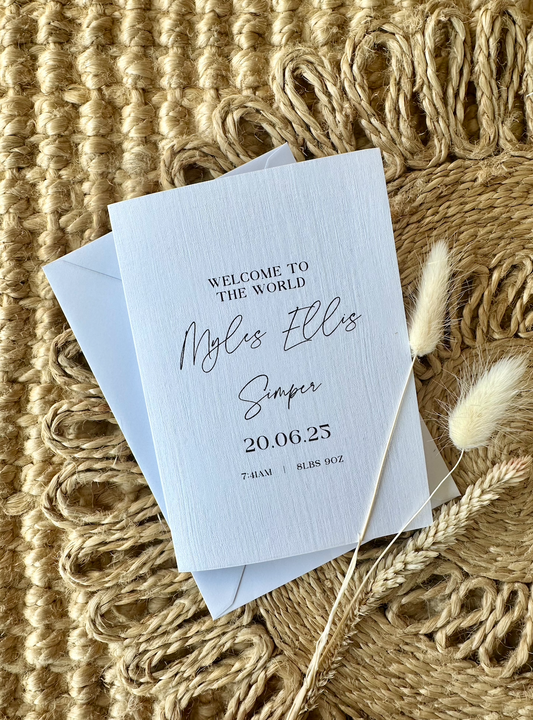 WELCOME TO
THE WORLD
Myles Ellis
Simper
20.06.25
7:41AM | 8LBS 9OZ